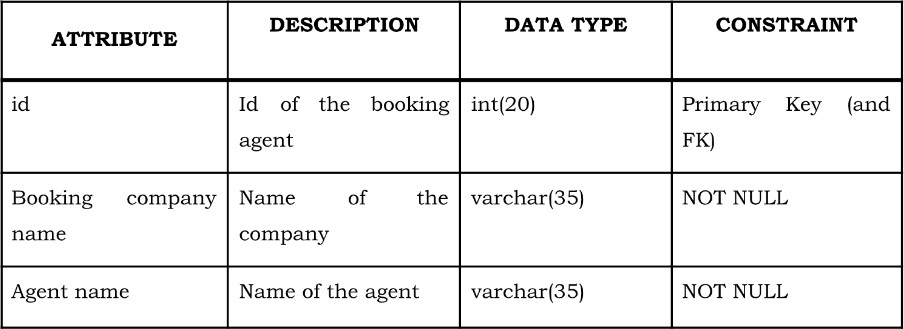 ATTRIBUTE DESCRIPTION DATA TYPE CONSTRAINT
id Id of the booking int(20) Primary Key (and
agent FK)
Booking company Name of the varchar(35) NOT NULL
name company
Agent name Name of the agent varchar(35) NOT NULL